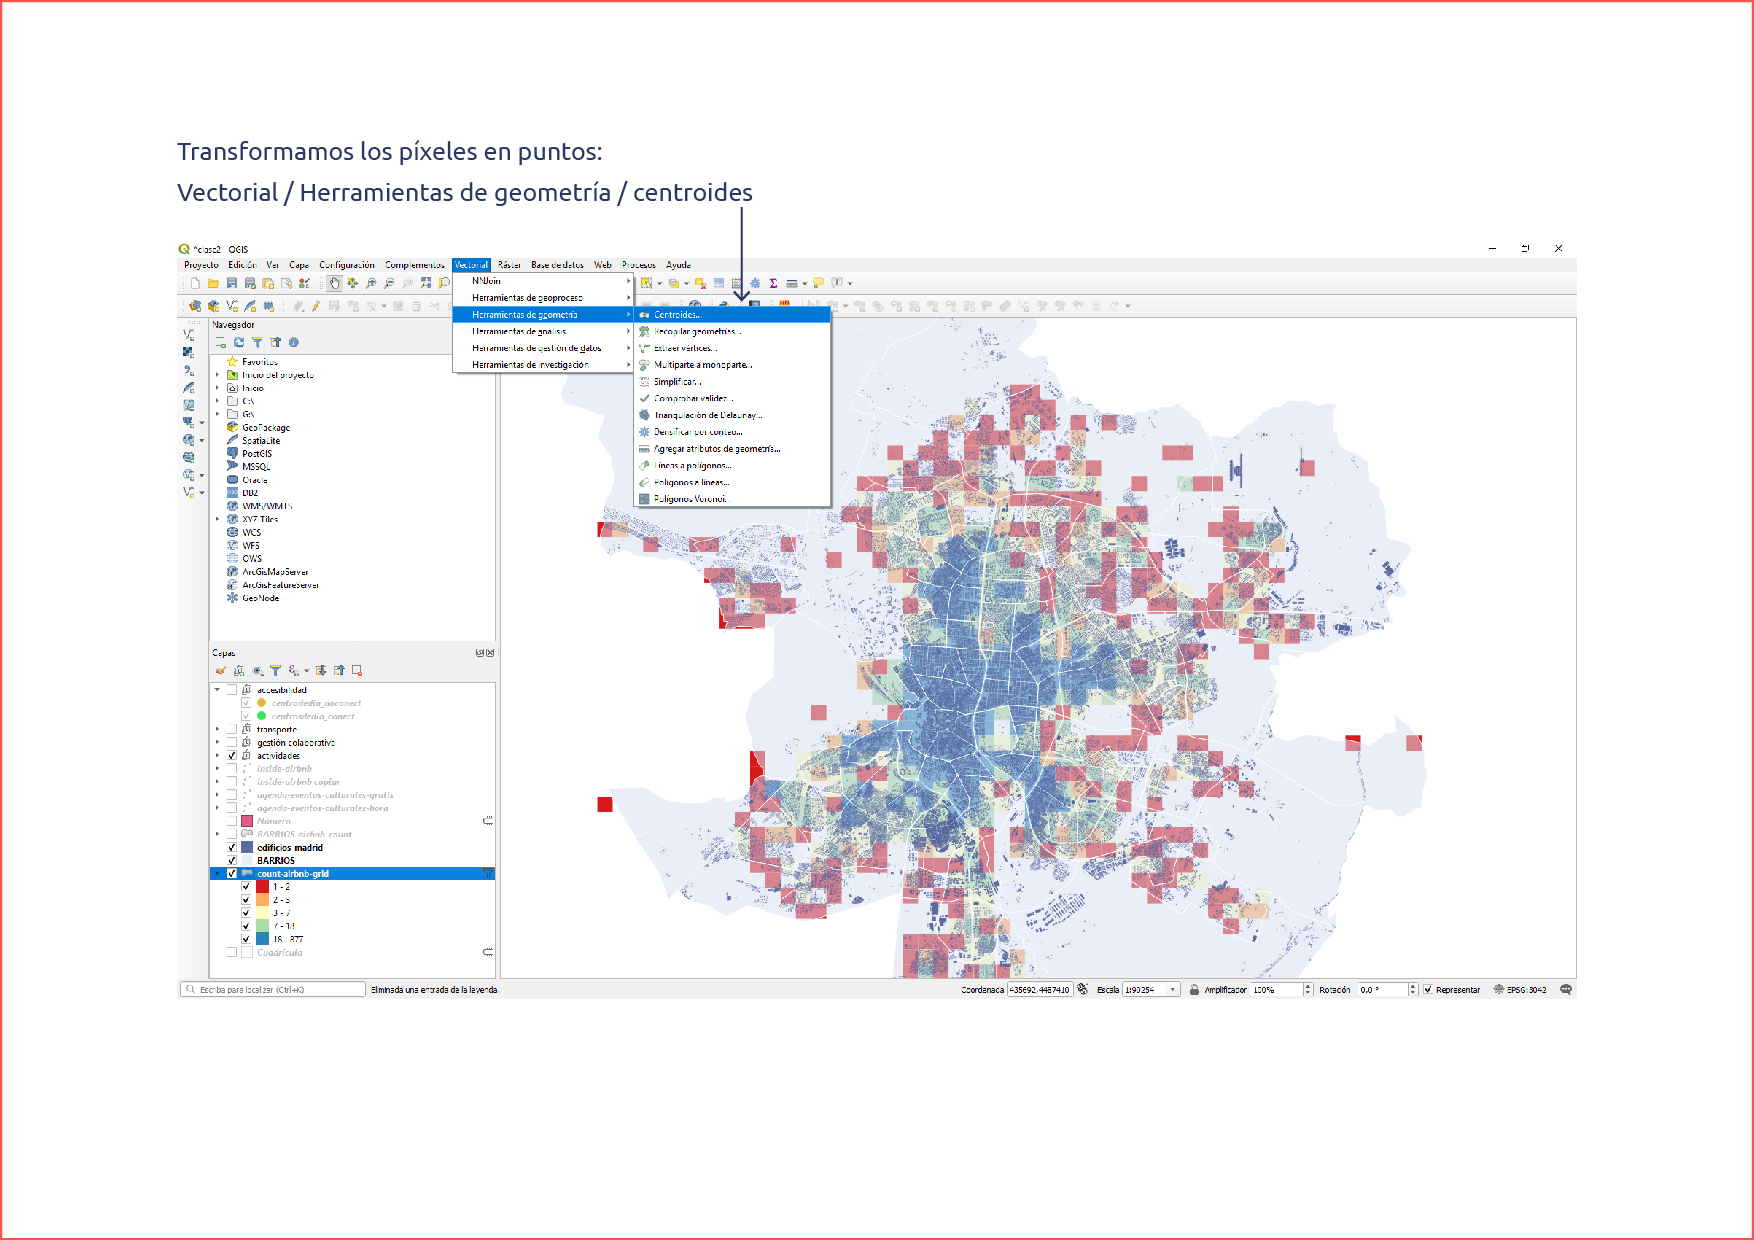 Transformamos los píxeles en puntos:
Vectorial / Herramientas de geometría / centroides
*clase2 QGIS
Proyecto Edición Ver Capa Configuración Complementos Vectorial Ráster Base de datos Web Procesos Ayuda
NNJoin
Herramientas de geoproceso
Herramientas de geometría
Herramientas de análisis
Herramientas de gestión de datos
Herramientas de investigación
Centroides...
Recopilar geometrías...
Extraer vértices...
Multiparte a monoparte...
Simplificar...
Comprobar validez...
Triangulación de Delaunay...
Densificar por conteo...
Agregar atributos de geometría...
Líneas a polígonos...
Polígonos a líneas...
Polígonos Voronoi...
Navegador
Favoritos
Inicio del proyecto
Inicio
C:\
G:\
GeoPackage
SpatiaLite
PostGIS
MSSQL
Oracle
DB2
WMS/WMTS
XYZ Tiles
WCS
WFS
OWS
ArcGisMapServer
ArcGisFeatureServer
GeoNode
Capas
accesibilidad
centrodedia_noconect
centrosdedia_conect
transporte
gestión colaborativa
actividades
inside-airbnb
inside-airbnb copiar
agenda-eventos-culturales-gratis
agenda-eventos-culturales-hora
Número
BARRIOS_airbnb_count
edificios madrid
BARRIOS
count-airbnb-grid
1 - 2
2 - 3
3 - 7
7 - 18
18 - 877
Cuadrícula
Escriba para localizar (Ctrl+K) Eliminada una entrada de la leyenda. Coordenada 435692,4487410 Escala 1:90254 Amplificador 100% Rotación 0,0 ° Representar EPSG:3042